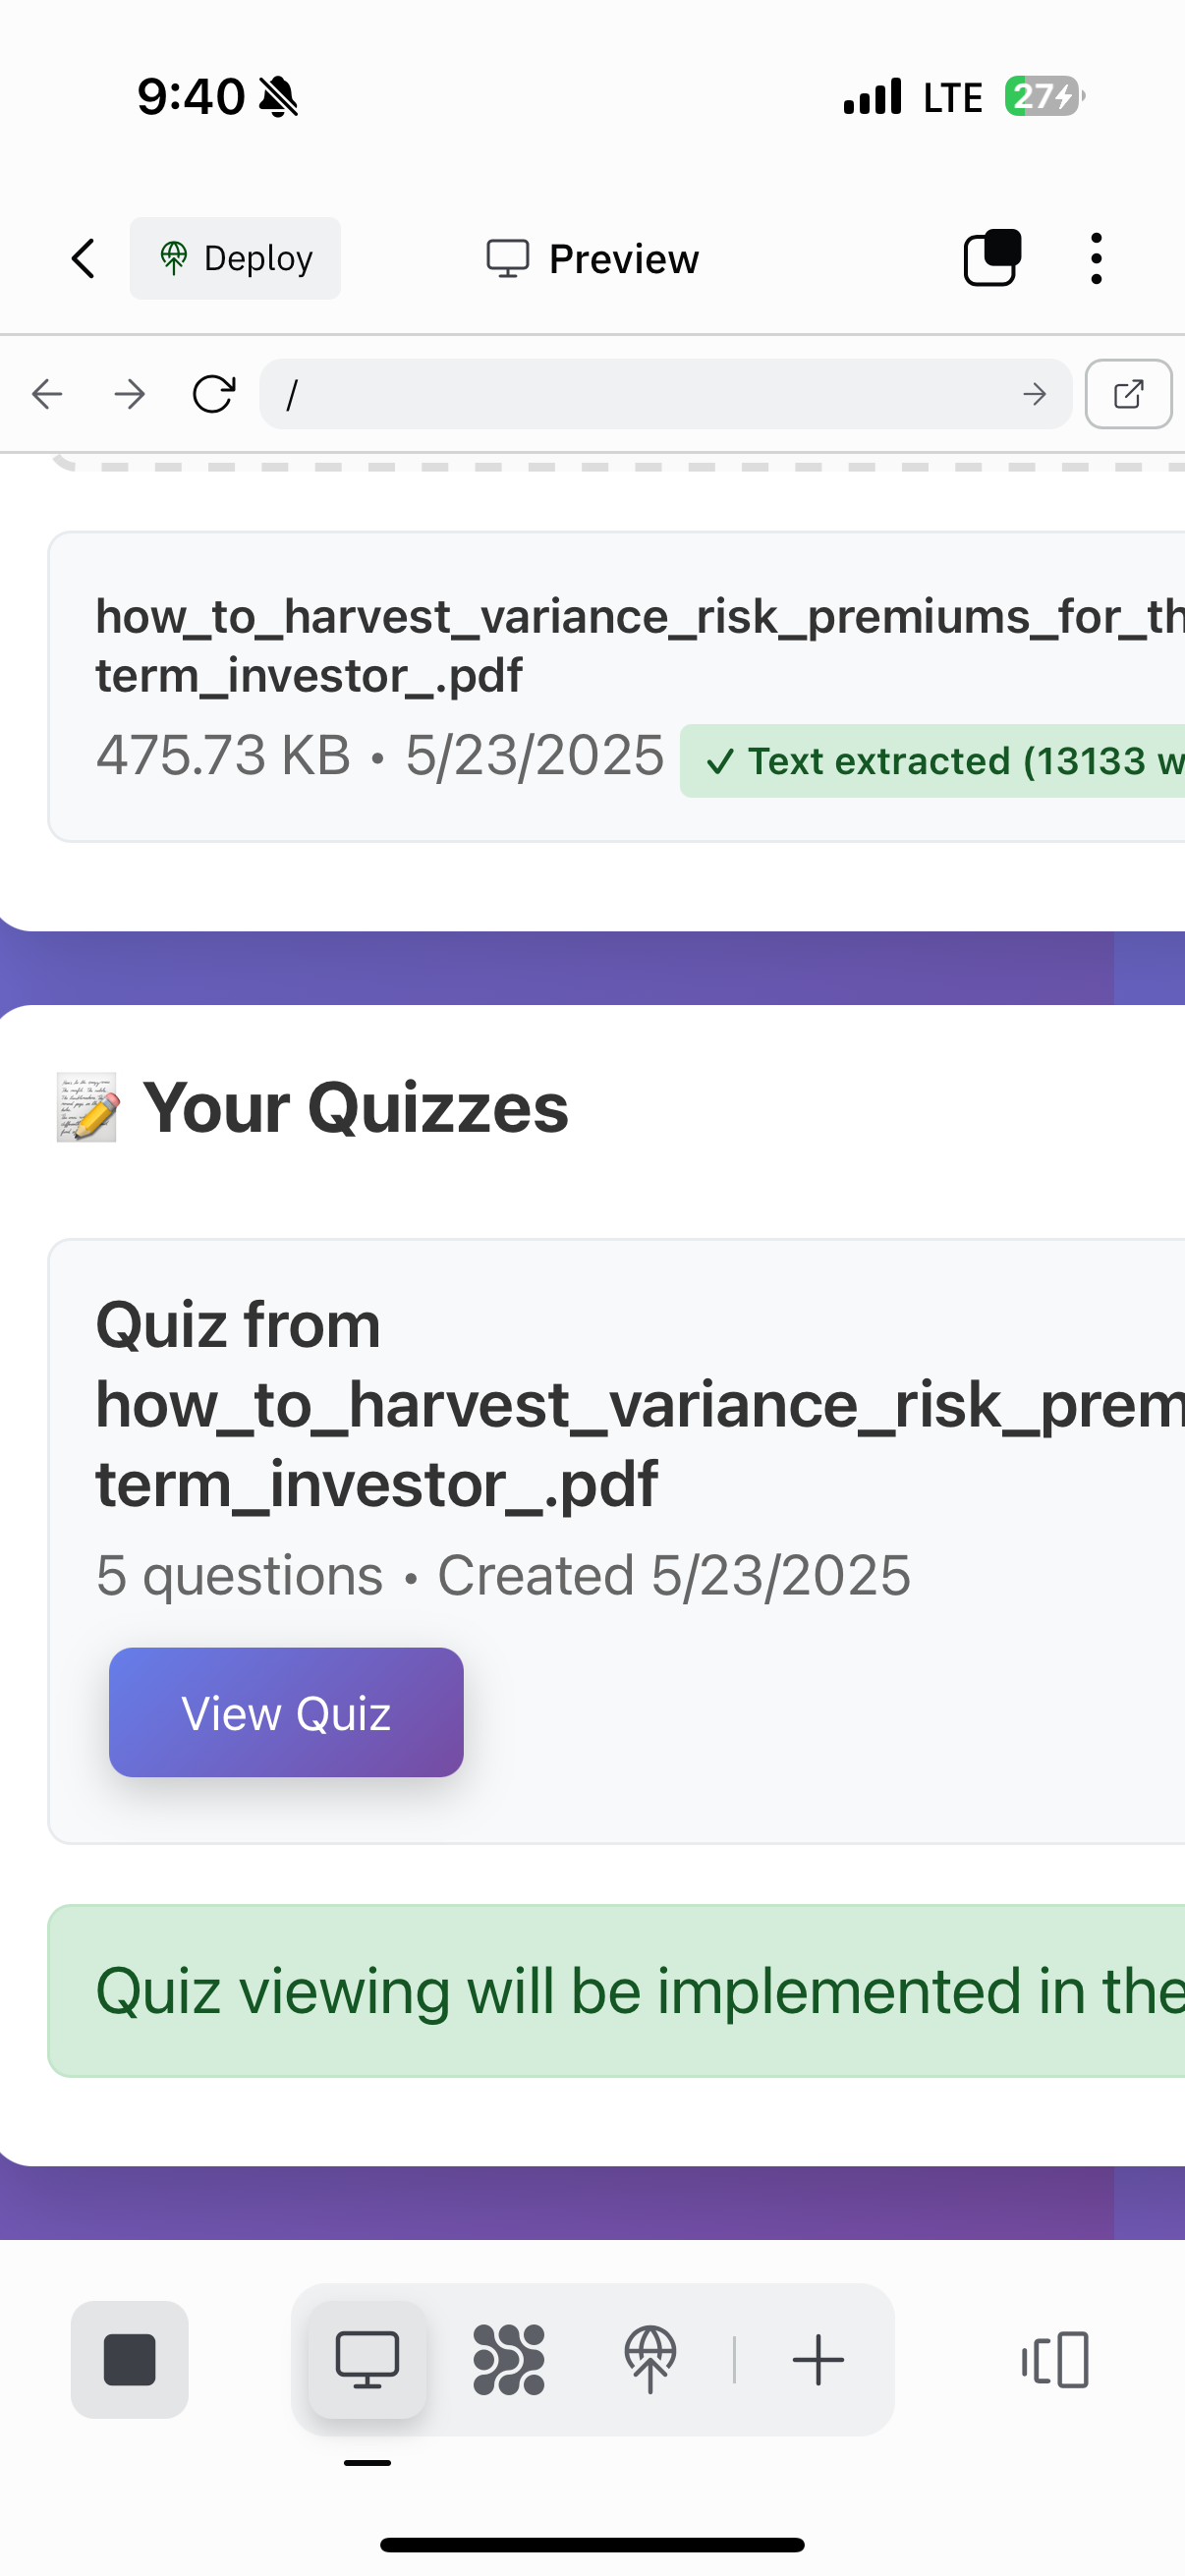 9:40 LTE 27
Deploy Preview
/
how_to_harvest_variance_risk_premiums_for_th
term_investor_.pdf
475.73 KB • 5/23/2025 ✓ Text extracted (13133 w
📝 Your Quizzes
Quiz from
how_to_harvest_variance_risk_prem
term_investor_.pdf
5 questions • Created 5/23/2025
View Quiz
Quiz viewing will be implemented in the